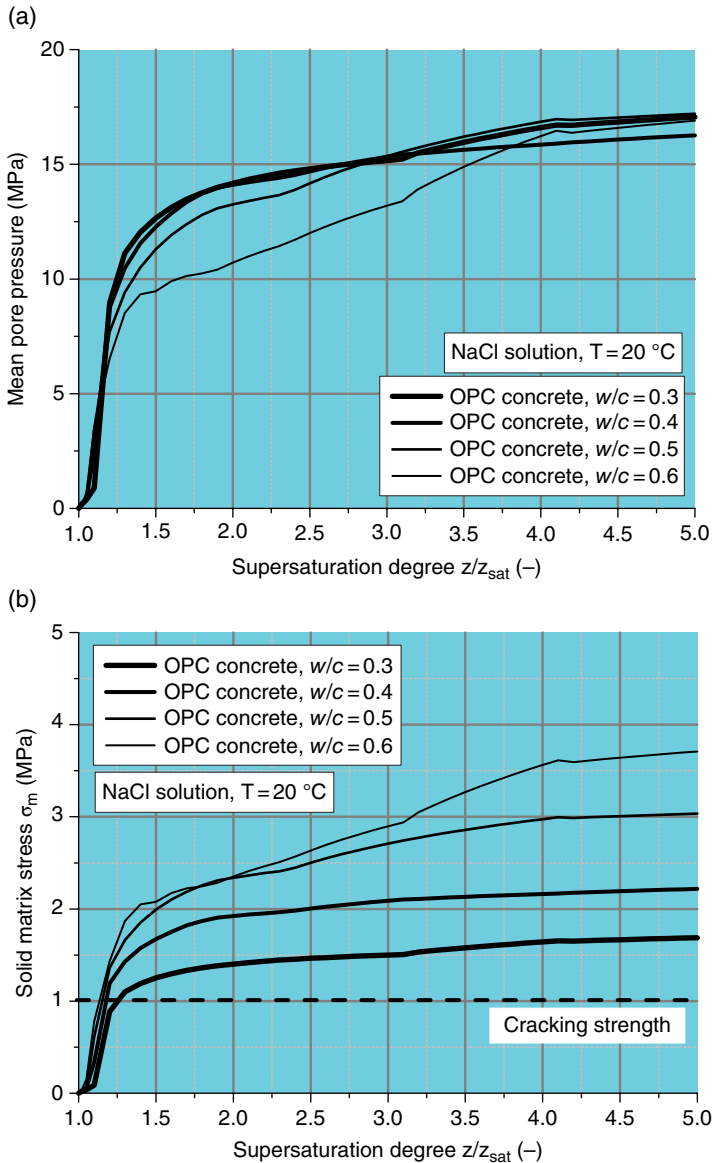 (a)
20
15
10
5
0
Mean pore pressure (MPa)
NaCl solution, T = 20 °C
OPC concrete, w/c = 0.3
OPC concrete, w/c = 0.4
OPC concrete, w/c = 0.5
OPC concrete, w/c = 0.6
1.0 1.5 2.0 2.5 3.0 3.5 4.0 4.5 5.0
Supersaturation degree z/zsat (–)
(b)
5
4
3
2
1
0
Solid matrix stress σm (MPa)
OPC concrete, w/c = 0.3
OPC concrete, w/c = 0.4
OPC concrete, w/c = 0.5
OPC concrete, w/c = 0.6
NaCl solution, T = 20 °C
Cracking strength
1.0 1.5 2.0 2.5 3.0 3.5 4.0 4.5 5.0
Supersaturation degree z/zsat (–)